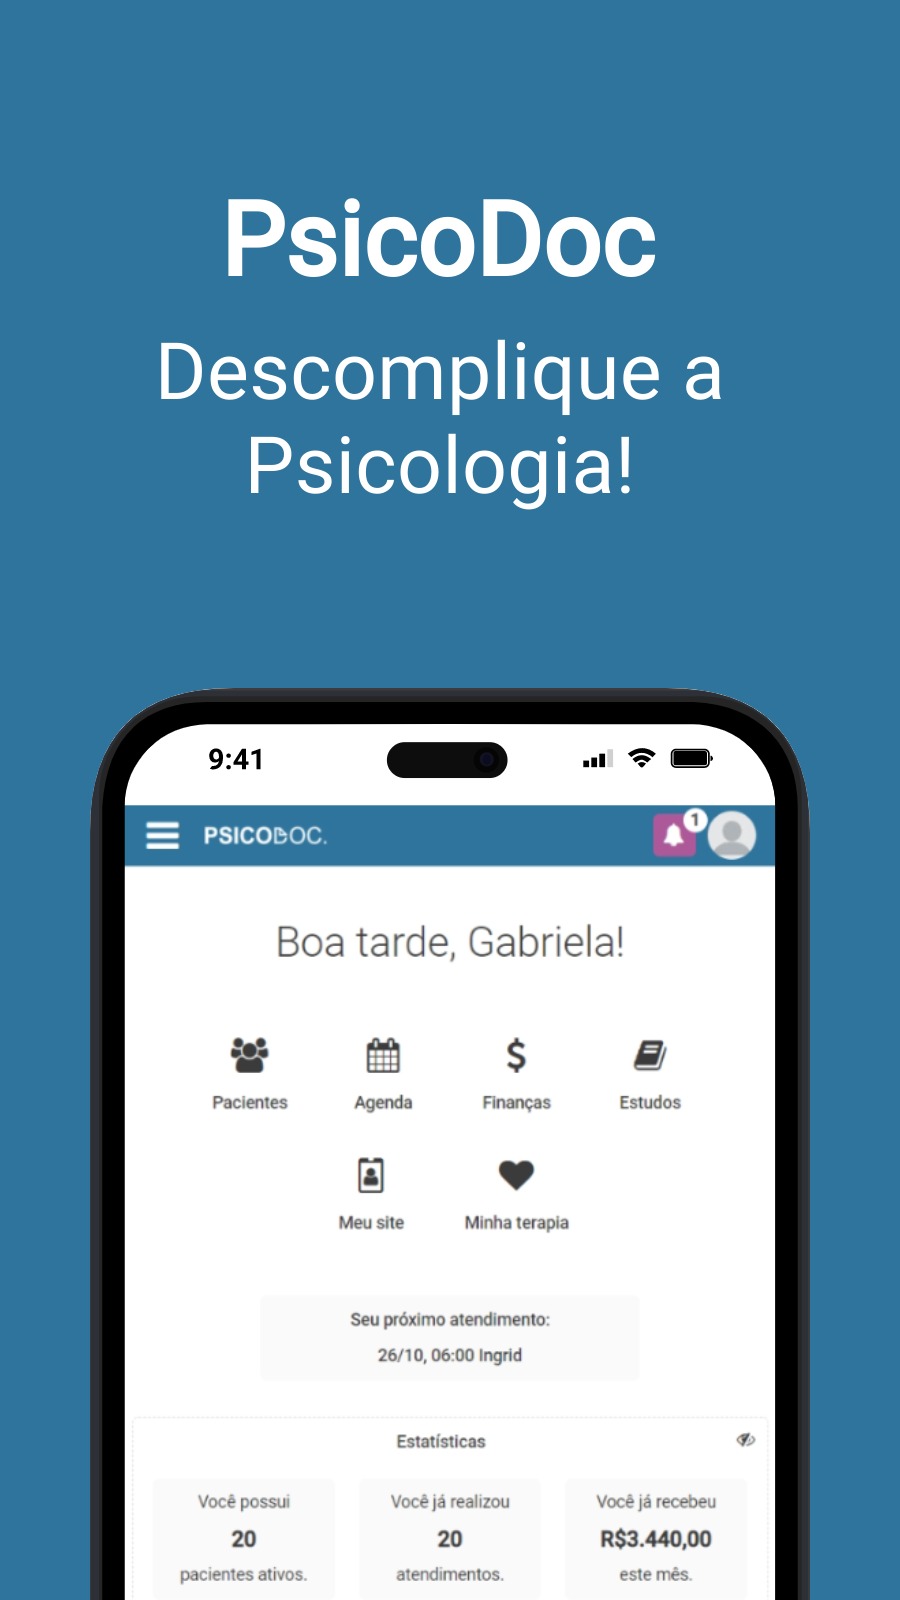 PsicoDoc
Descomplique a
Psicologia!
9:41
PSICODOC.
1
Boa tarde, Gabriela!
Pacientes
Agenda
Finanças
Estudos
Meu site
Minha terapia
Seu próximo atendimento:
26/10, 06:00 Ingrid
Estatísticas
Você possui
20
pacientes ativos.
Você já realizou
20
atendimentos.
Você já recebeu
R$3.440,00
este mês.